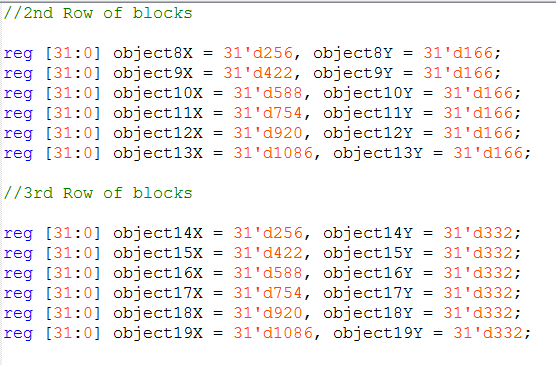 //2nd Row of blocks
reg [31:0] object8X = 31'd256, object8Y = 31'd166;
reg [31:0] object9X = 31'd422, object9Y = 31'd166;
reg [31:0] object10X = 31'd588, object10Y = 31'd166;
reg [31:0] object11X = 31'd754, object11Y = 31'd166;
reg [31:0] object12X = 31'd920, object12Y = 31'd166;
reg [31:0] object13X = 31'd1086, object13Y = 31'd166;
//3rd Row of blocks
reg [31:0] object14X = 31'd256, object14Y = 31'd332;
reg [31:0] object15X = 31'd422, object15Y = 31'd332;
reg [31:0] object16X = 31'd588, object16Y = 31'd332;
reg [31:0] object17X = 31'd754, object17Y = 31'd332;
reg [31:0] object18X = 31'd920, object18Y = 31'd332;
reg [31:0] object19X = 31'd1086, object19Y = 31'd332;